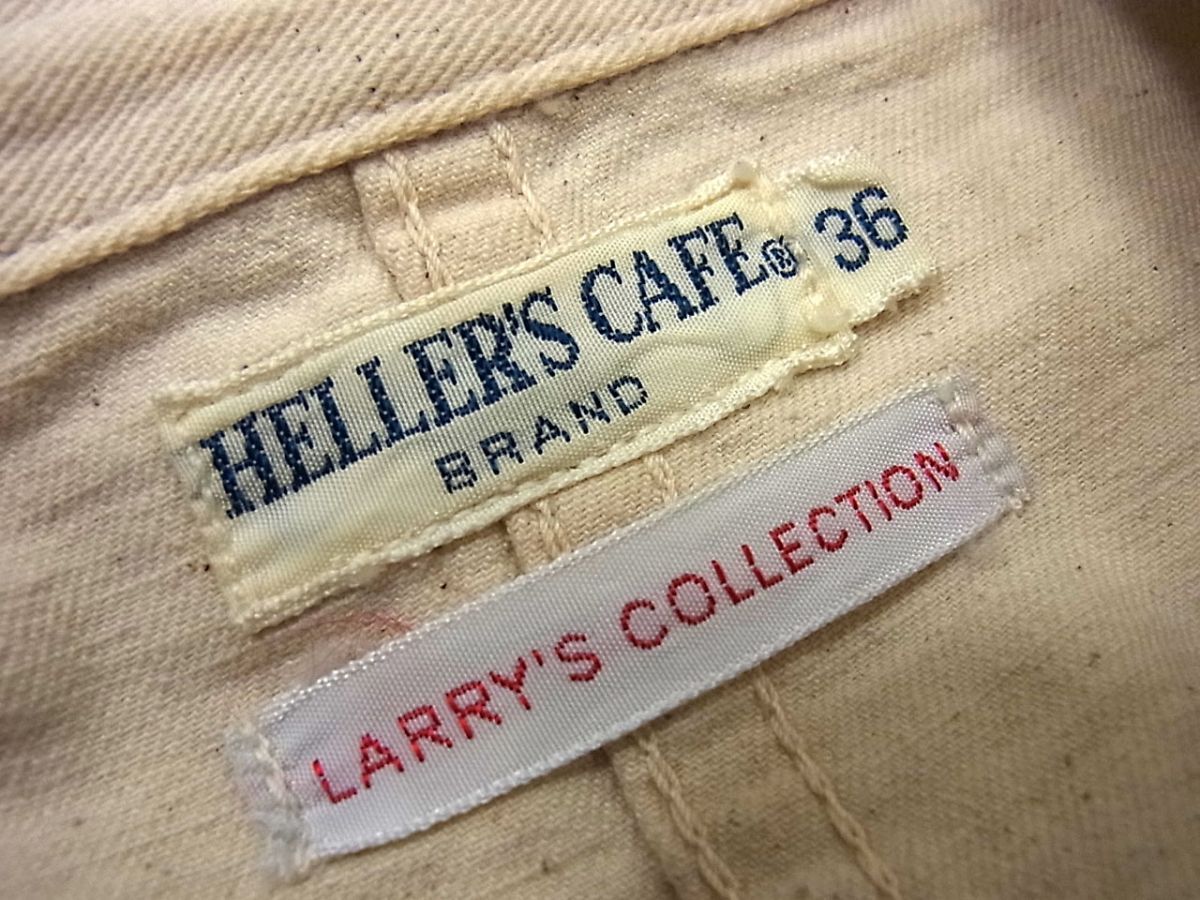 HELLER'S CAFE® 36
BRAND
LARRY'S COLLECTION